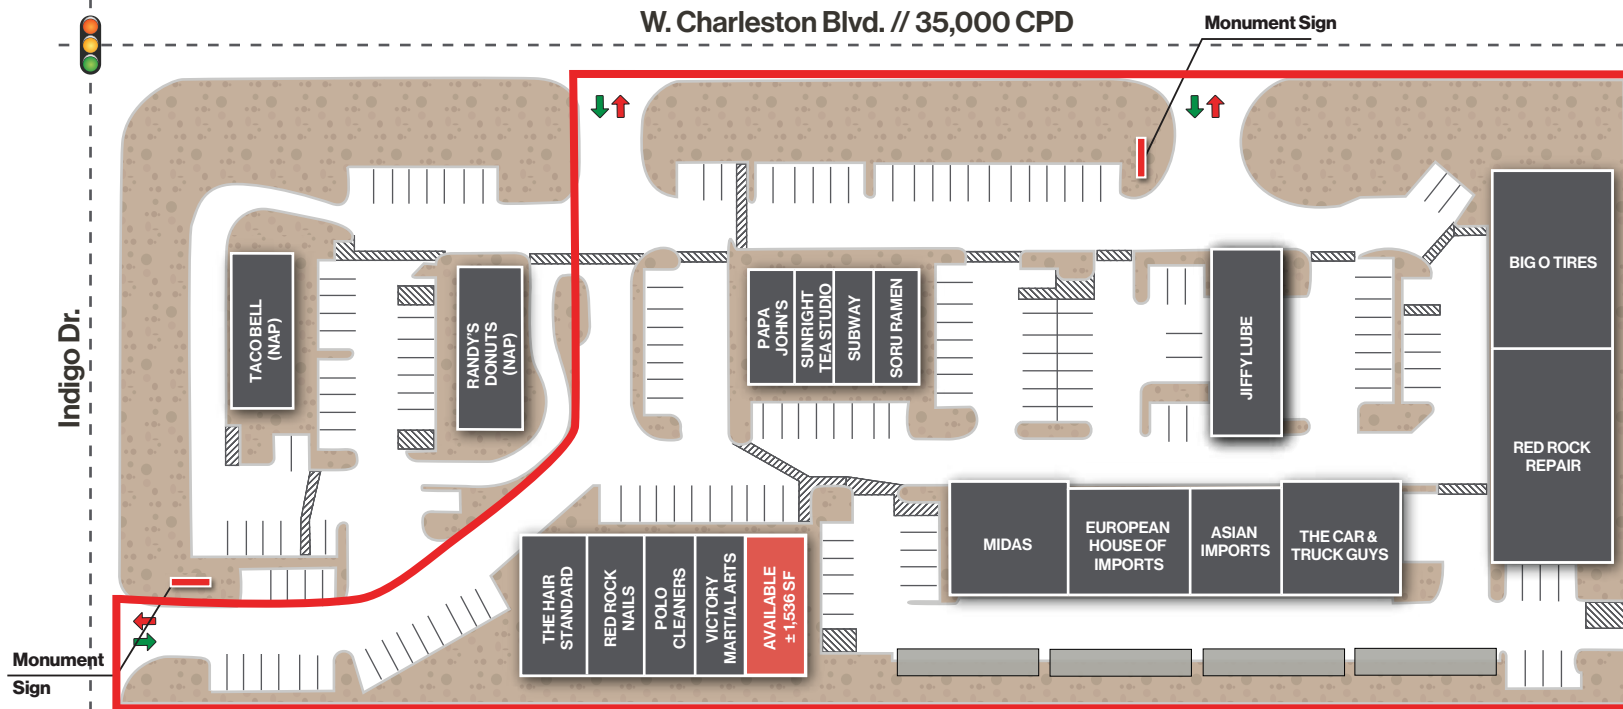 W. Charleston Blvd. // 35,000 CPD
Monument Sign
Indigo Dr.
TACO BELL
(NAP)
RANDY'S
DONUTS
(NAP)
PAPA
JOHN'S
SUNRIGHT
TEA STUDIO
SUBWAY
SORU RAMEN
JIFFY LUBE
BIG O TIRES
RED ROCK
REPAIR
MIDAS
EUROPEAN
HOUSE OF
IMPORTS
ASIAN
IMPORTS
THE CAR &
TRUCK GUYS
THE HAIR
STANDARD
RED ROCK
NAILS
POLO
CLEANERS
VICTORY
MARTIAL ARTS
AVAILABLE
±1,536 SF
Monument
Sign